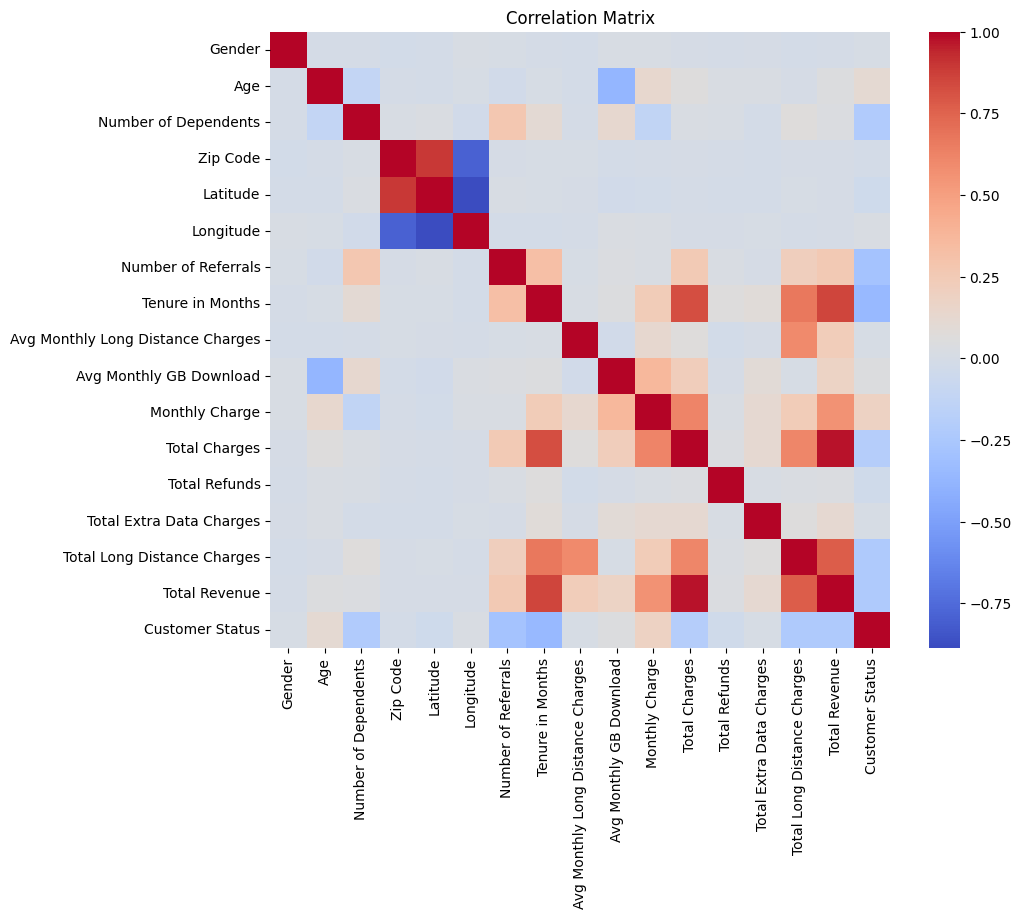 Correlation Matrix
Gender
Age
Number of Dependents
Zip Code
Latitude
Longitude
Number of Referrals
Tenure in Months
Avg Monthly Long Distance Charges
Avg Monthly GB Download
Monthly Charge
Total Charges
Total Refunds
Total Extra Data Charges
Total Long Distance Charges
Total Revenue
Customer Status
Gender
Age
Number of Dependents
Zip Code
Latitude
Longitude
Number of Referrals
Tenure in Months
Avg Monthly Long Distance Charges
Avg Monthly GB Download
Monthly Charge
Total Charges
Total Refunds
Total Extra Data Charges
Total Long Distance Charges
Total Revenue
Customer Status
1.00
0.75
0.50
0.25
0.00
−0.25
−0.50
−0.75